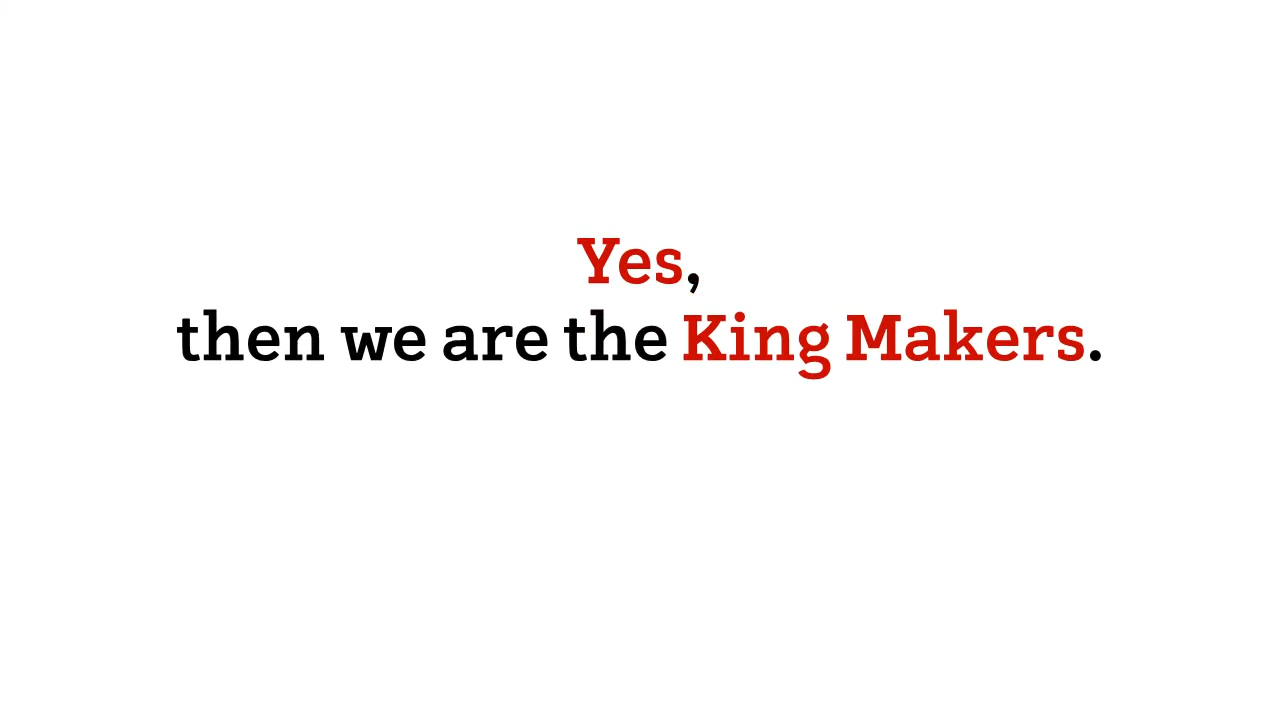 Yes,
then we are the King Makers.